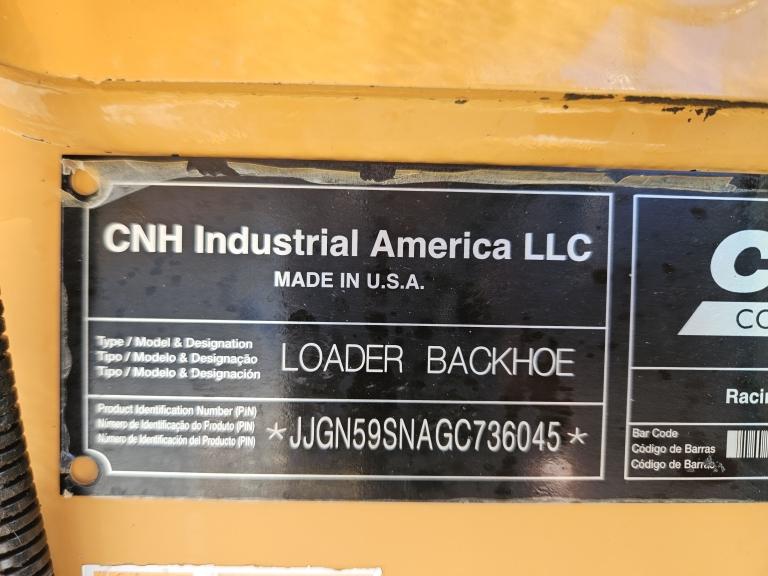 CNH Industrial America LLC
MADE IN U.S.A.
Type / Model & Designation
Tipo / Modelo & Designação
Tipo / Modelo & Designación
LOADER BACKHOE
Product Identification Number (PIN)
Número de Identificação do Produto (PIN)
Número de Identificación del Producto (PIN)
*JJGN59SNAGC736045*
C
CO
Racin
Bar Code
Código de Barras
Código de Barras